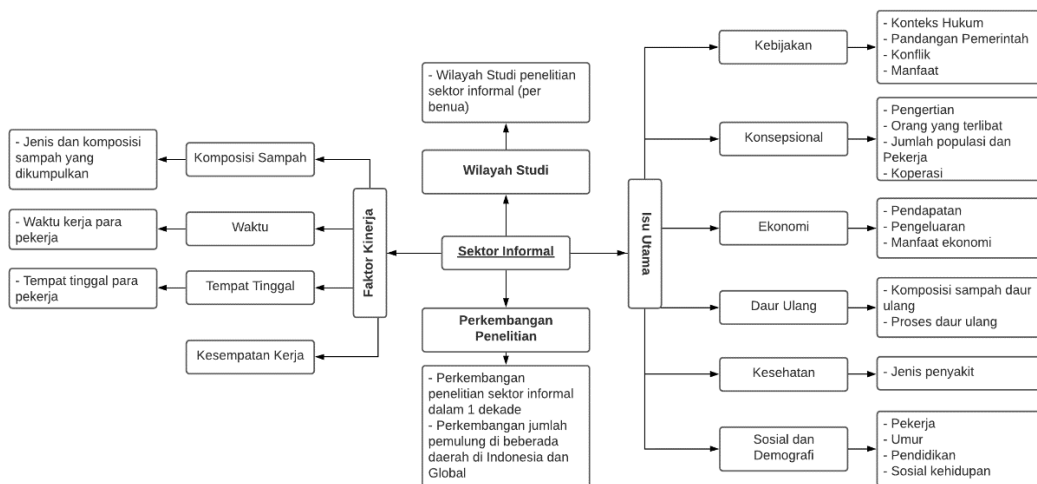 - Jenis dan komposisi
sampah yang
dikumpulkan
Komposisi Sampah
- Waktu kerja para
pekerja
Waktu
- Tempat tinggal para
pekerja
Tempat Tinggal
Kesempatan Kerja
Faktor Kinerja
- Wilayah Studi penelitian
sektor informal (per
benua)
Wilayah Studi
Sektor Informal
Perkembangan
Penelitian
- Perkembangan
penelitian sektor informal
dalam 1 dekade
- Perkembangan jumlah
pemulung di beberada
daerah di Indonesia dan
Global
Isu Utama
Kebijakan
- Konteks Hukum
- Pandangan Pemerintah
- Konflik
- Manfaat
Konsepsional
- Pengertian
- Orang yang terlibat
- Jumlah populasi dan
Pekerja
- Koperasi
Ekonomi
- Pendapatan
- Pengeluaran
- Manfaat ekonomi
Daur Ulang
- Komposisi sampah daur
ulang
- Proses daur ulang
Kesehatan
- Jenis penyakit
Sosial dan
Demografi
- Pekerja
- Umur
- Pendidikan
- Sosial kehidupan